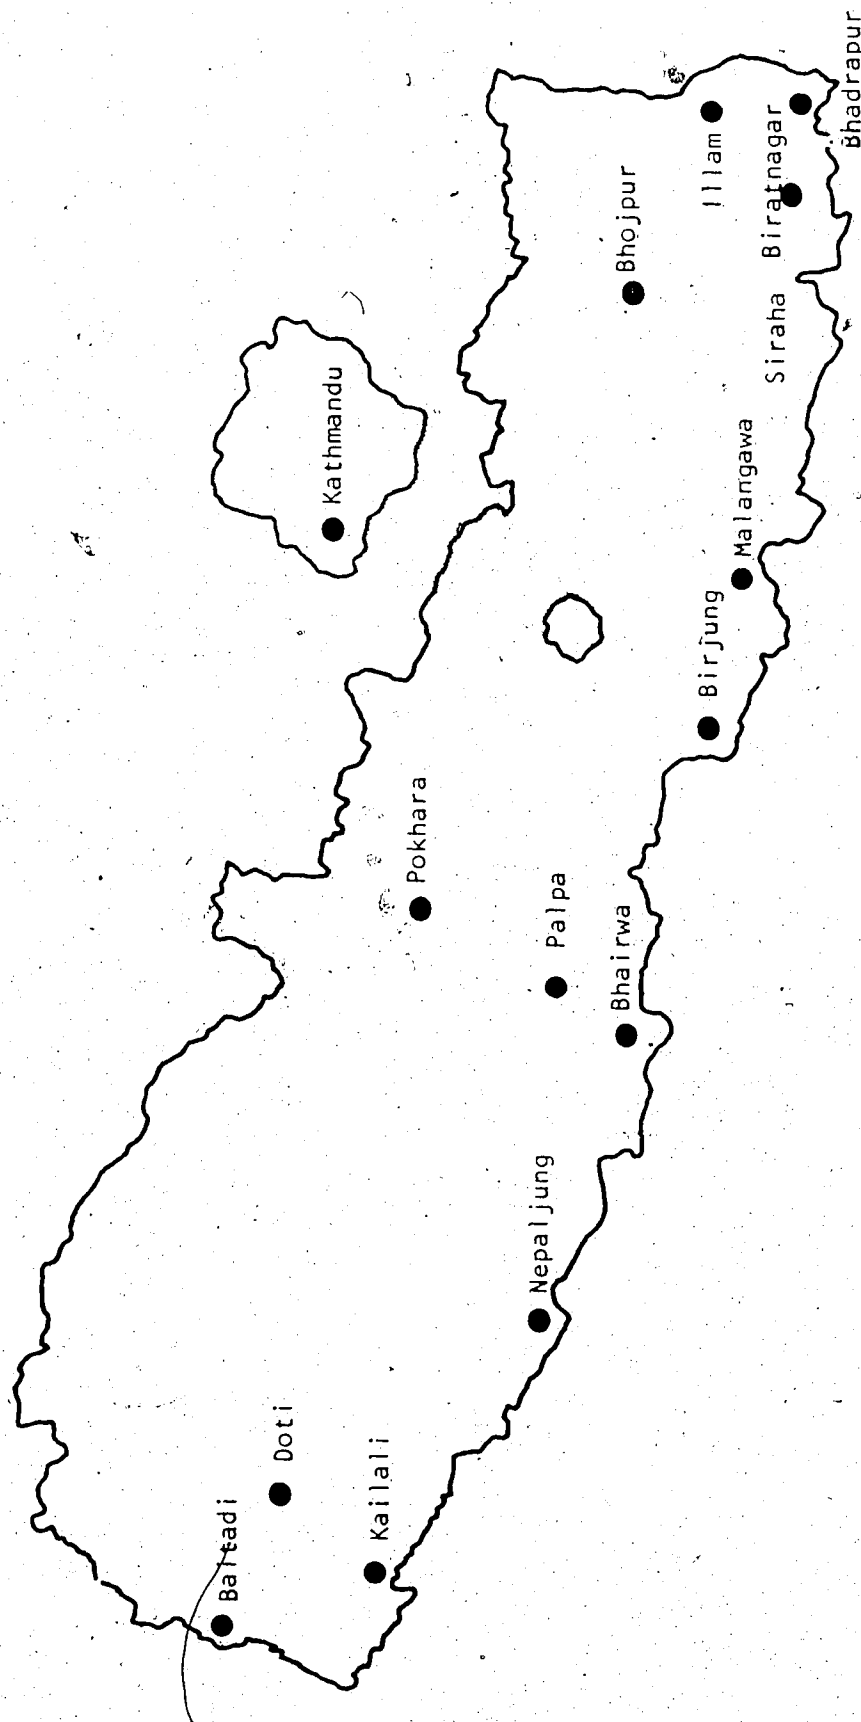 Baitadi
Doti
Kailali
Nepaljung
Pokhara
Palpa
Bhairwa
Kathmandu
Birjung
Malangawa
Bhojpur
Siraha
Illam
Biratnagar
Bhadrapur